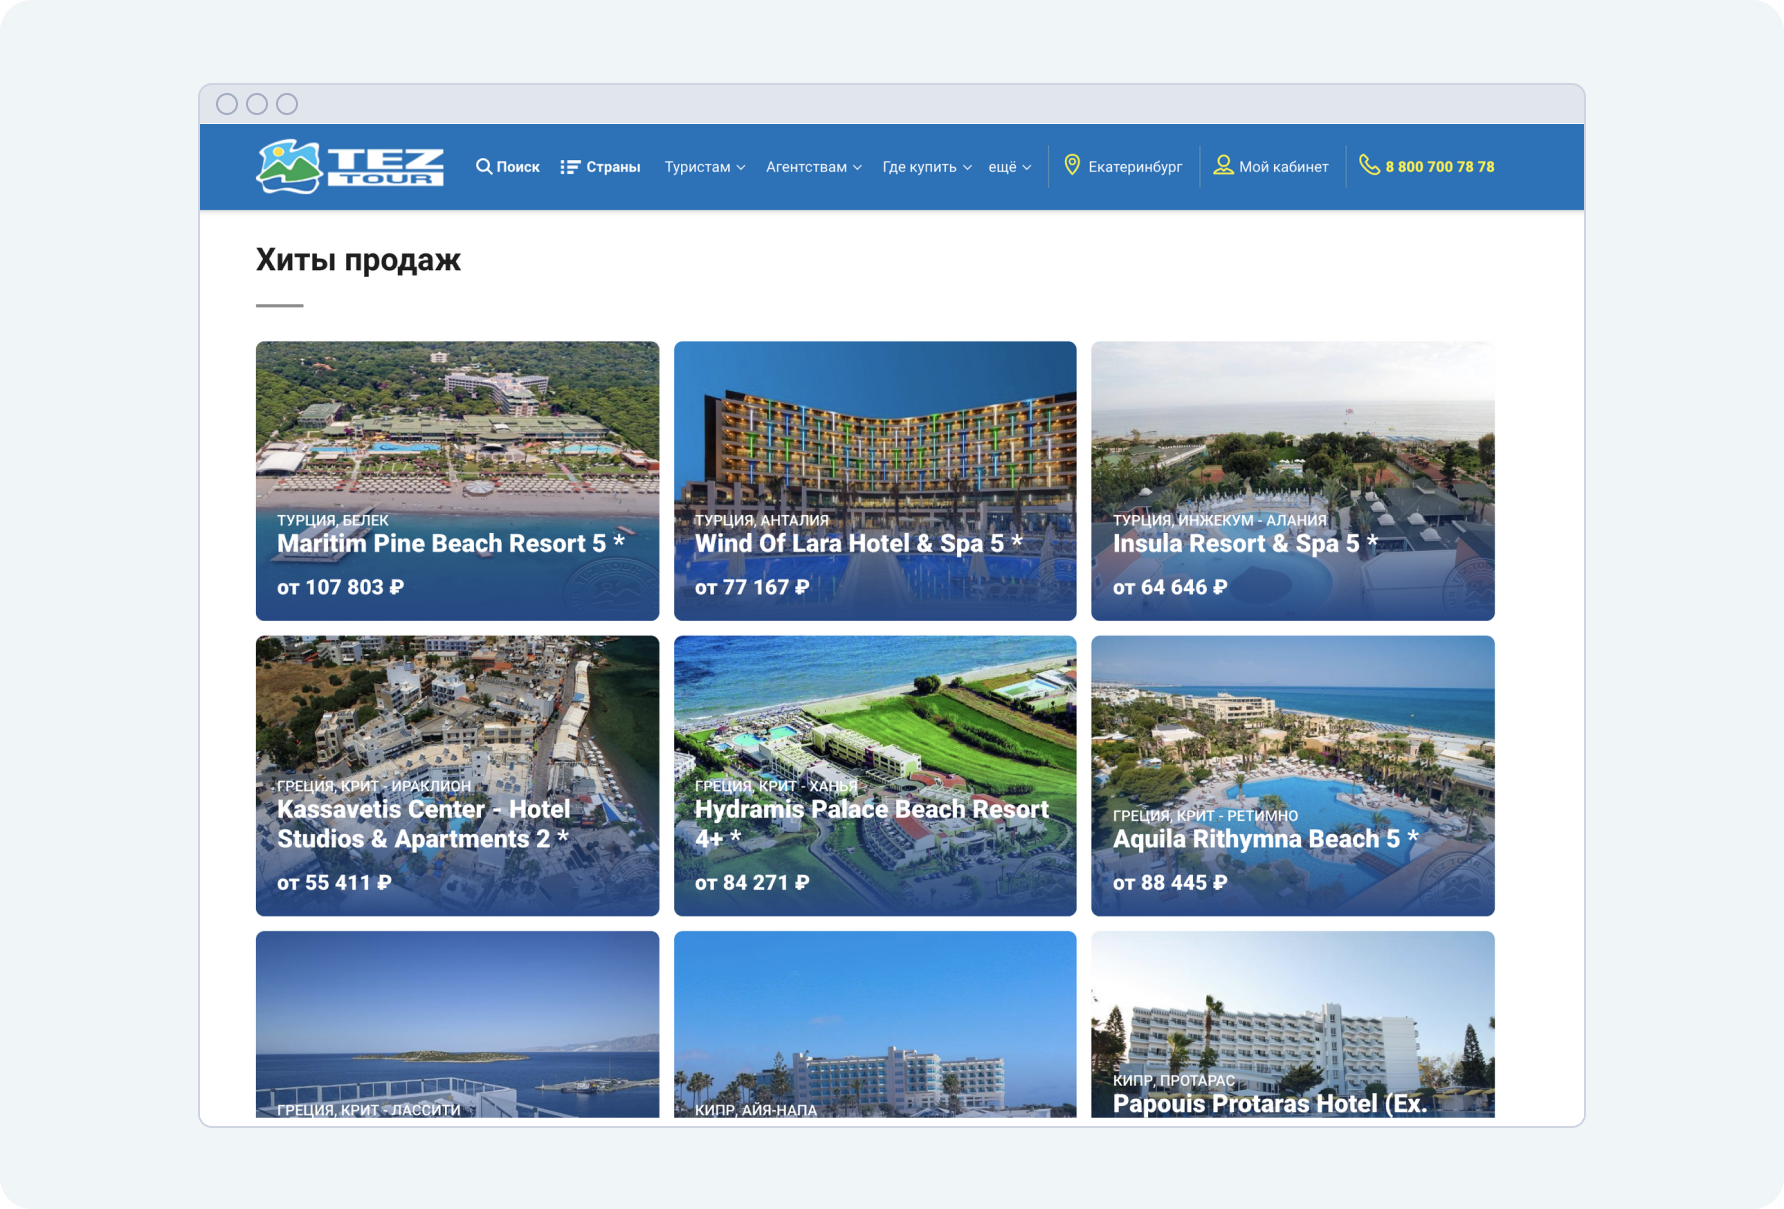 TEZ TOUR
Поиск
Страны
Туристам
Агентствам
Где купить
ещё
Екатеринбург
Мой кабинет
8 800 700 78 78
Хиты продаж
ТУРЦИЯ, БЕЛЕК
Maritim Pine Beach Resort 5 *
от 107 803 ₽
ТУРЦИЯ, АНТАЛИЯ
Wind Of Lara Hotel & Spa 5 *
от 77 167 ₽
ТУРЦИЯ, ИНЖЕКУМ - АЛАНИЯ
Insula Resort & Spa 5 *
от 64 646 ₽
ГРЕЦИЯ, КРИТ - ИРАКЛИОН
Kassavetis Center - Hotel
Studios & Apartments 2 *
от 55 411 ₽
ГРЕЦИЯ, КРИТ - ХАНЬЯ
Hydramis Palace Beach Resort
4+ *
от 84 271 ₽
ГРЕЦИЯ, КРИТ - РЕТИМНО
Aquila Rithymna Beach 5 *
от 88 445 ₽
ГРЕЦИЯ, КРИТ - ЛАССИТИ
КИПР, АЙЯ-НАПА
КИПР, ПРОТАРАС
Papouis Protaras Hotel (Ex.